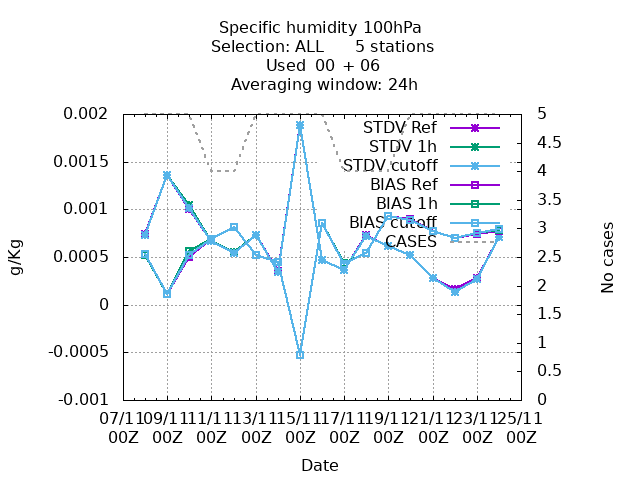 Specific humidity 100hPa
Selection: ALL 5 stations
Used 00 + 06
Averaging window: 24h
g/Kg
No cases
0.002
0.0015
0.001
0.0005
0
-0.0005
-0.001
5
4.5
4
3.5
3
2.5
2
1.5
1
0.5
0
STDV Ref
STDV 1h
STDV cutoff
BIAS Ref
BIAS 1h
BIAS cutoff
CASES
07/11 09/11 11/11 13/11 15/11 17/11 19/11 21/11 23/11 25/11
00Z 00Z 00Z 00Z 00Z 00Z 00Z 00Z 00Z 00Z
Date